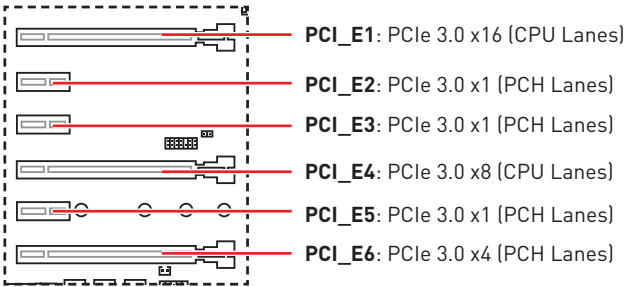 PCI_E1: PCIe 3.0 x16 (CPU Lanes)
PCI_E2: PCIe 3.0 x1 (PCH Lanes)
PCI_E3: PCIe 3.0 x1 (PCH Lanes)
PCI_E4: PCIe 3.0 x8 (CPU Lanes)
PCI_E5: PCIe 3.0 x1 (PCH Lanes)
PCI_E6: PCIe 3.0 x4 (PCH Lanes)